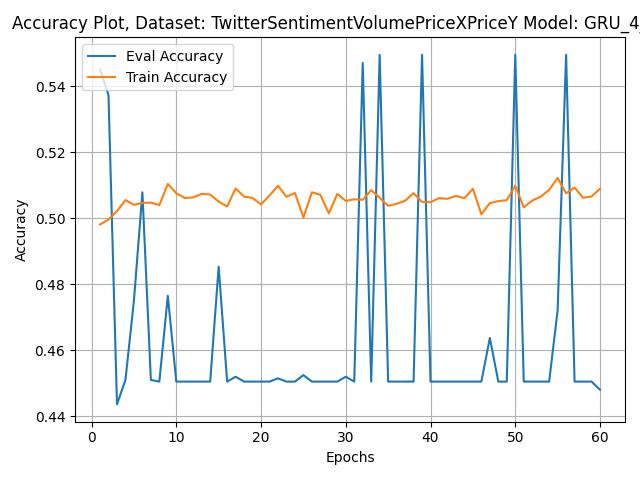 Accuracy Plot, Dataset: TwitterSentimentVolumePriceXPriceY Model: GRU_4
Eval Accuracy
Train Accuracy
Accuracy
0.54
0.52
0.50
0.48
0.46
0.44
0 10 20 30 40 50 60
Epochs